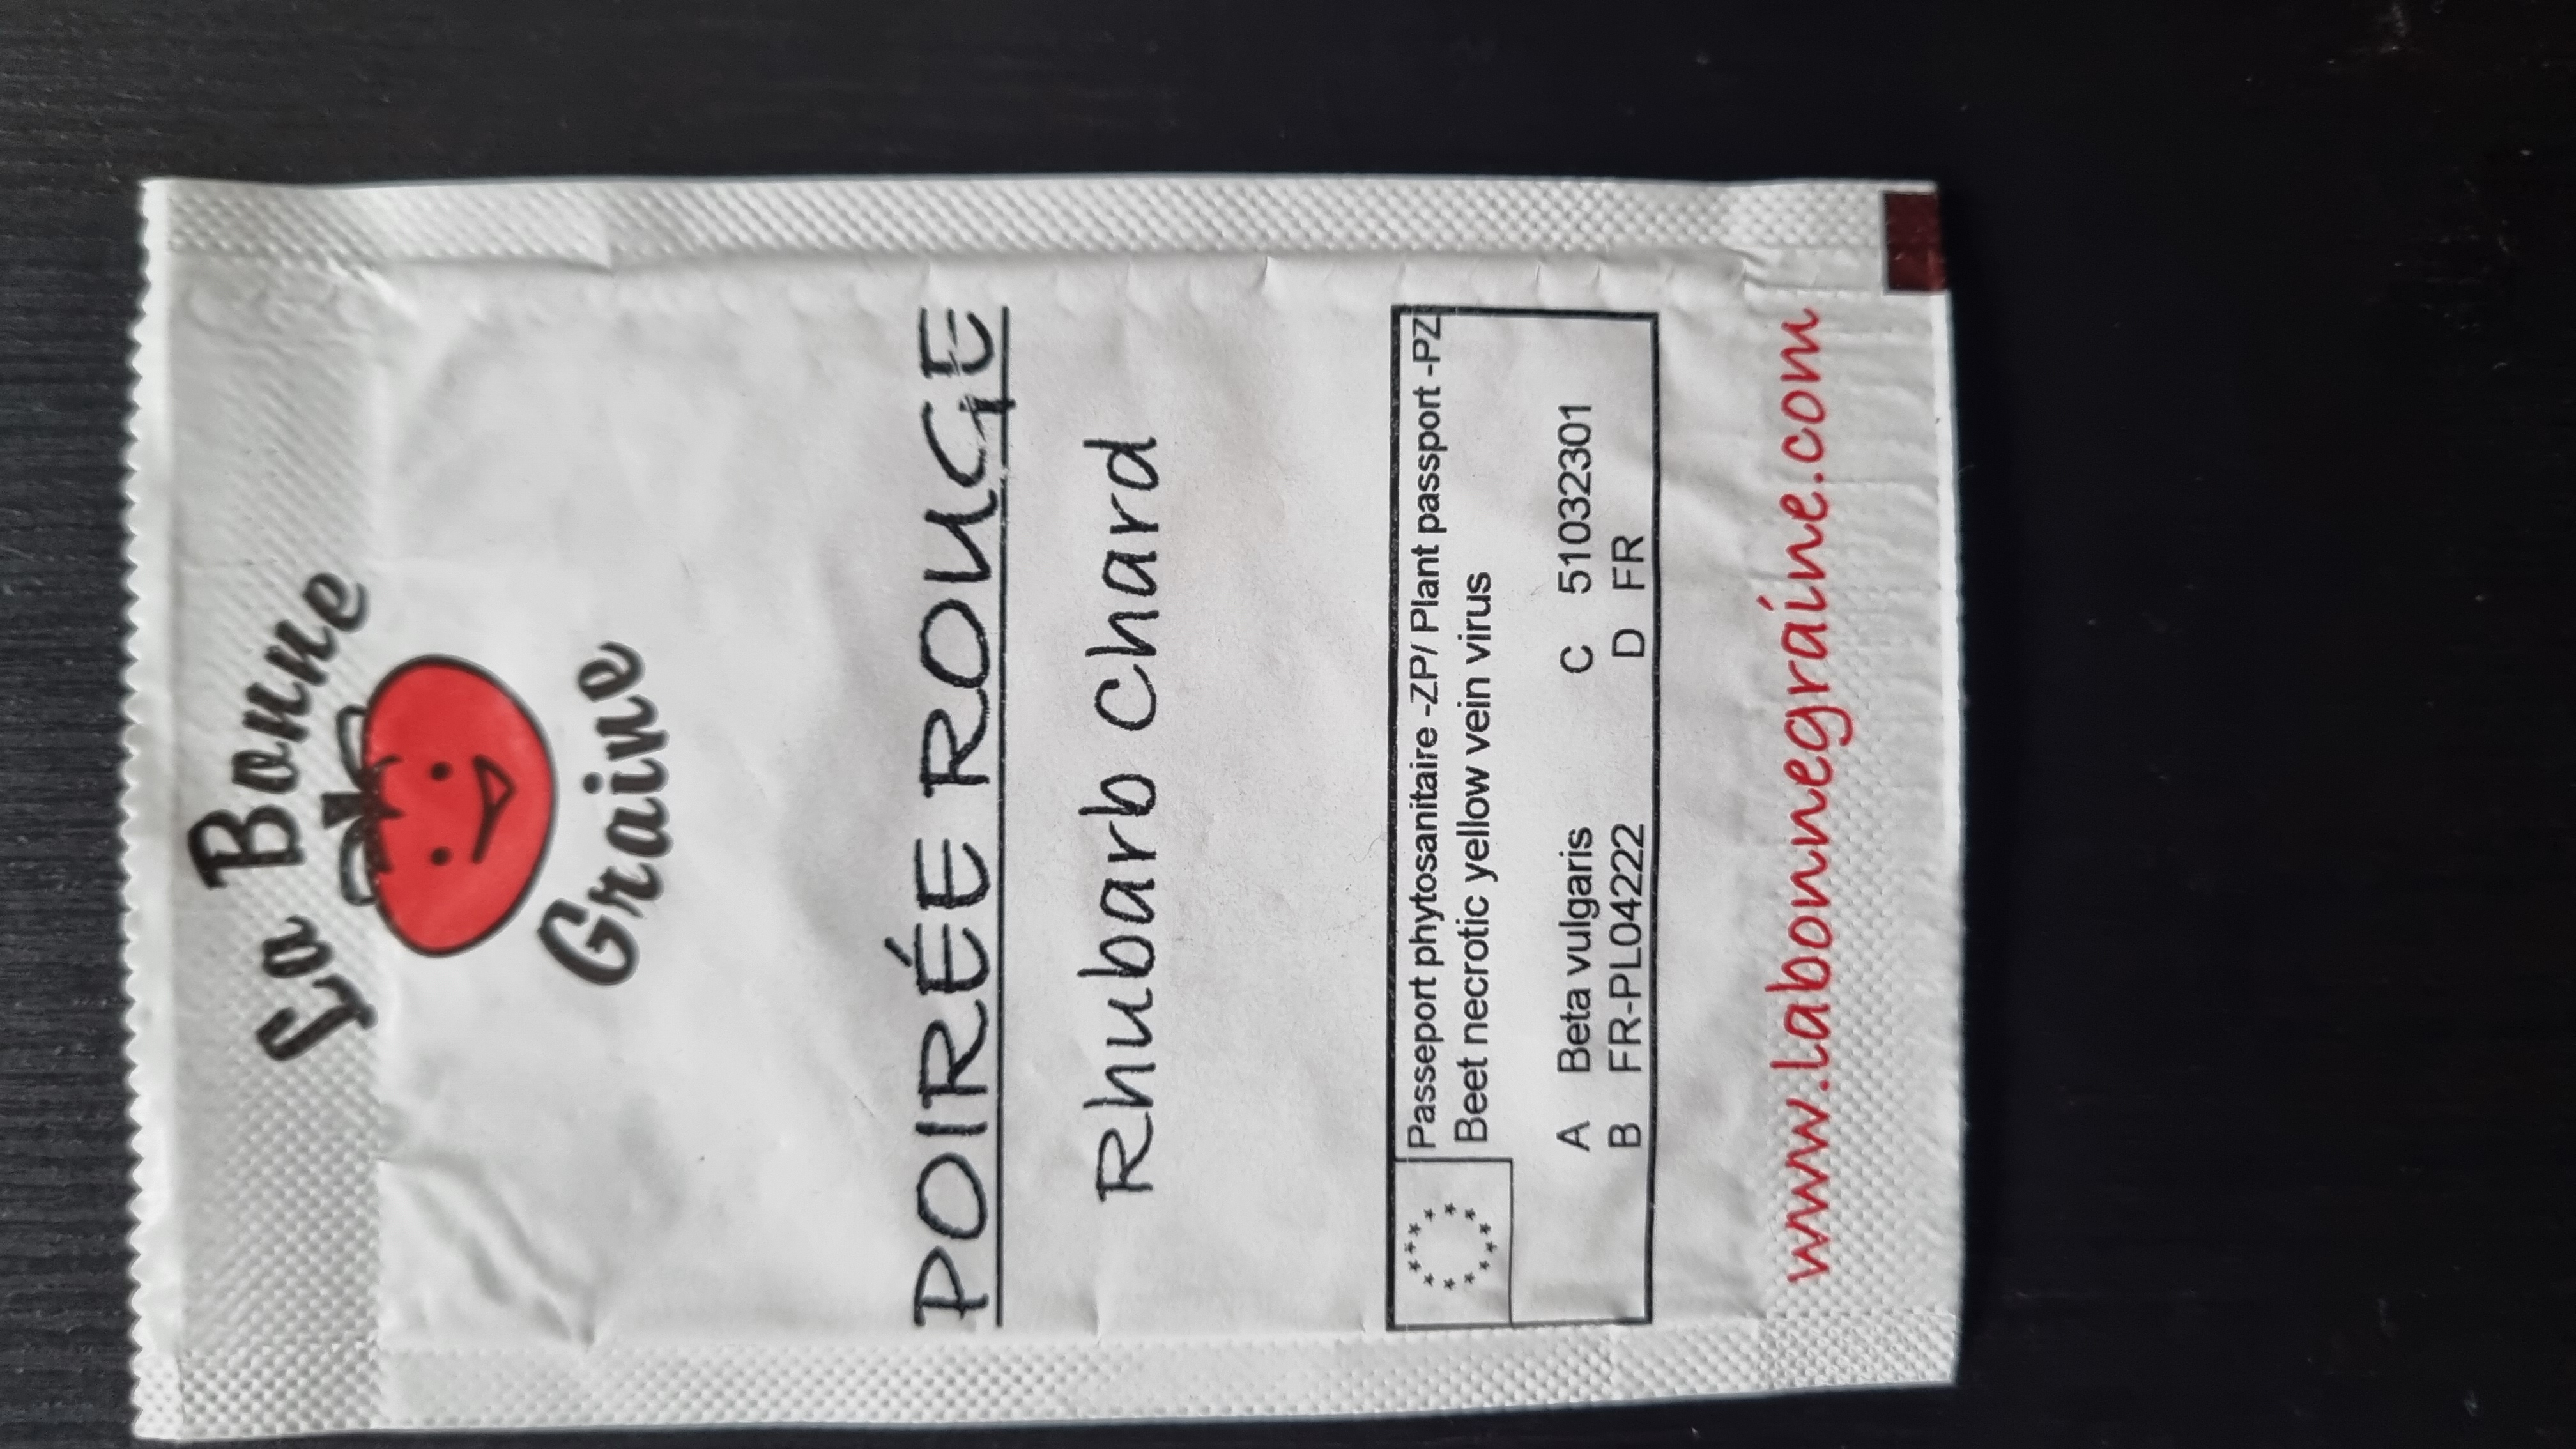 La Bonne
Graine
POIRÉE ROUGE
Rhubarb Chard
Passeport phytosanitaire -ZP/ Plant passport -PZ
Beet necrotic yellow vein virus
A Beta vulgaris C 51032301
B FR-PL04222 D FR
www.labonnegraine.com